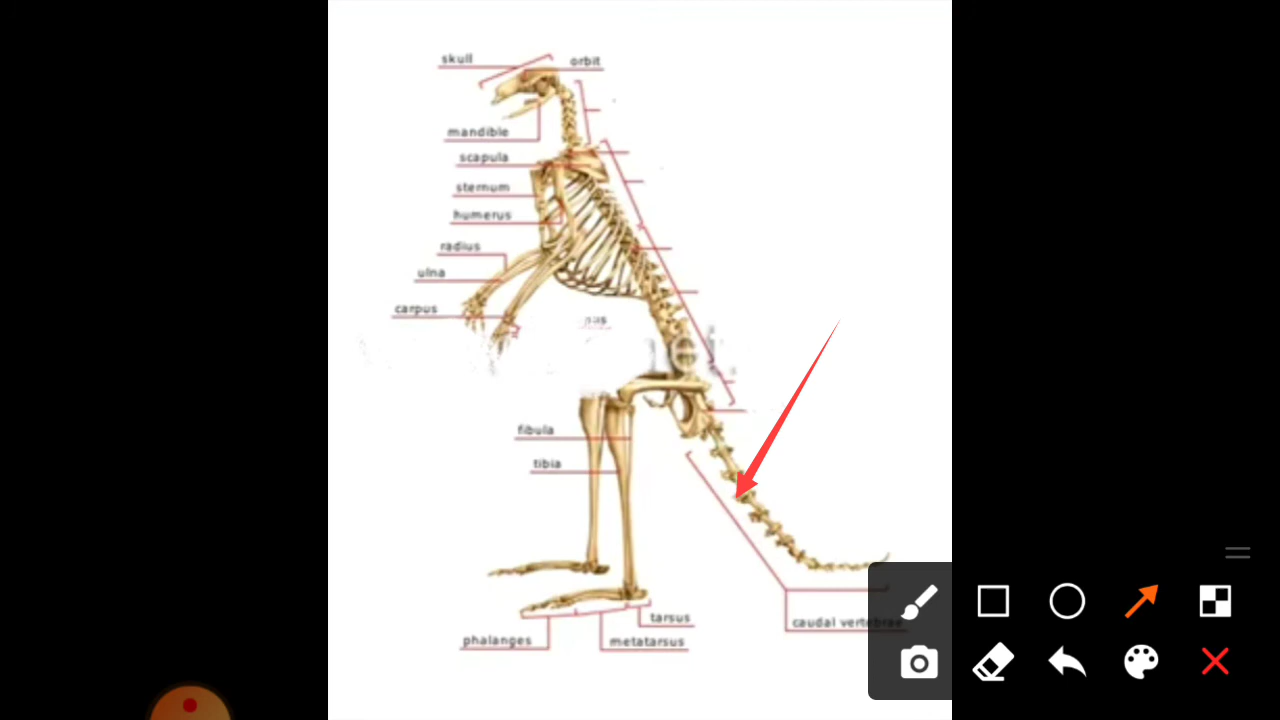 skull
orbit
mandible
scapula
sternum
humerus
radius
ulna
carpus
fibula
tibia
caudal vertebrae
tarsus
phalanges
metatarsus